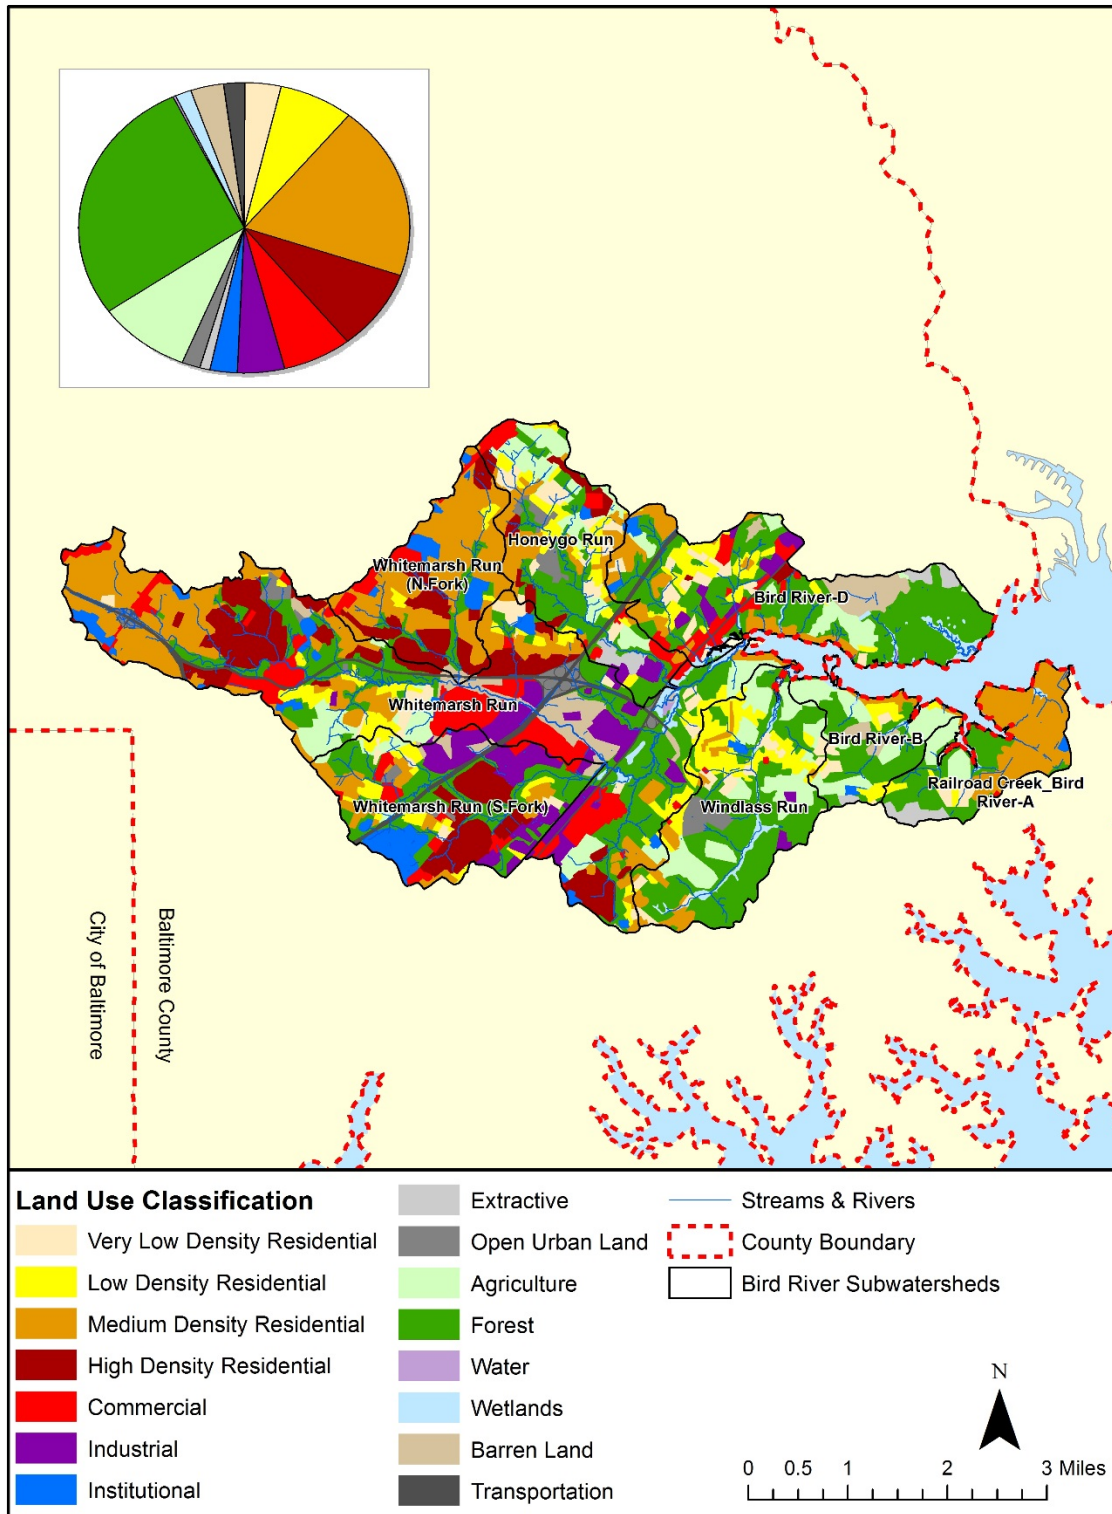 Honeygo Run
Whitemarsh Run
(N.Fork)
Bird River-D
Whitemarsh Run
Bird River-B
Railroad Creek_Bird
River-A
Whitemarsh Run (S.Fork)
Windlass Run
City of Baltimore
Baltimore County
Land Use Classification
Very Low Density Residential
Low Density Residential
Medium Density Residential
High Density Residential
Commercial
Industrial
Institutional
Extractive
Open Urban Land
Agriculture
Forest
Water
Wetlands
Barren Land
Transportation
Streams & Rivers
County Boundary
Bird River Subwatersheds
N
0 0.5 1 2 3 Miles